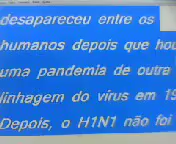 desapareceu entre os
humanos depois que hou
uma pandemia de outra
linhagem do vírus em 19
Depois, o H1N1 não foi